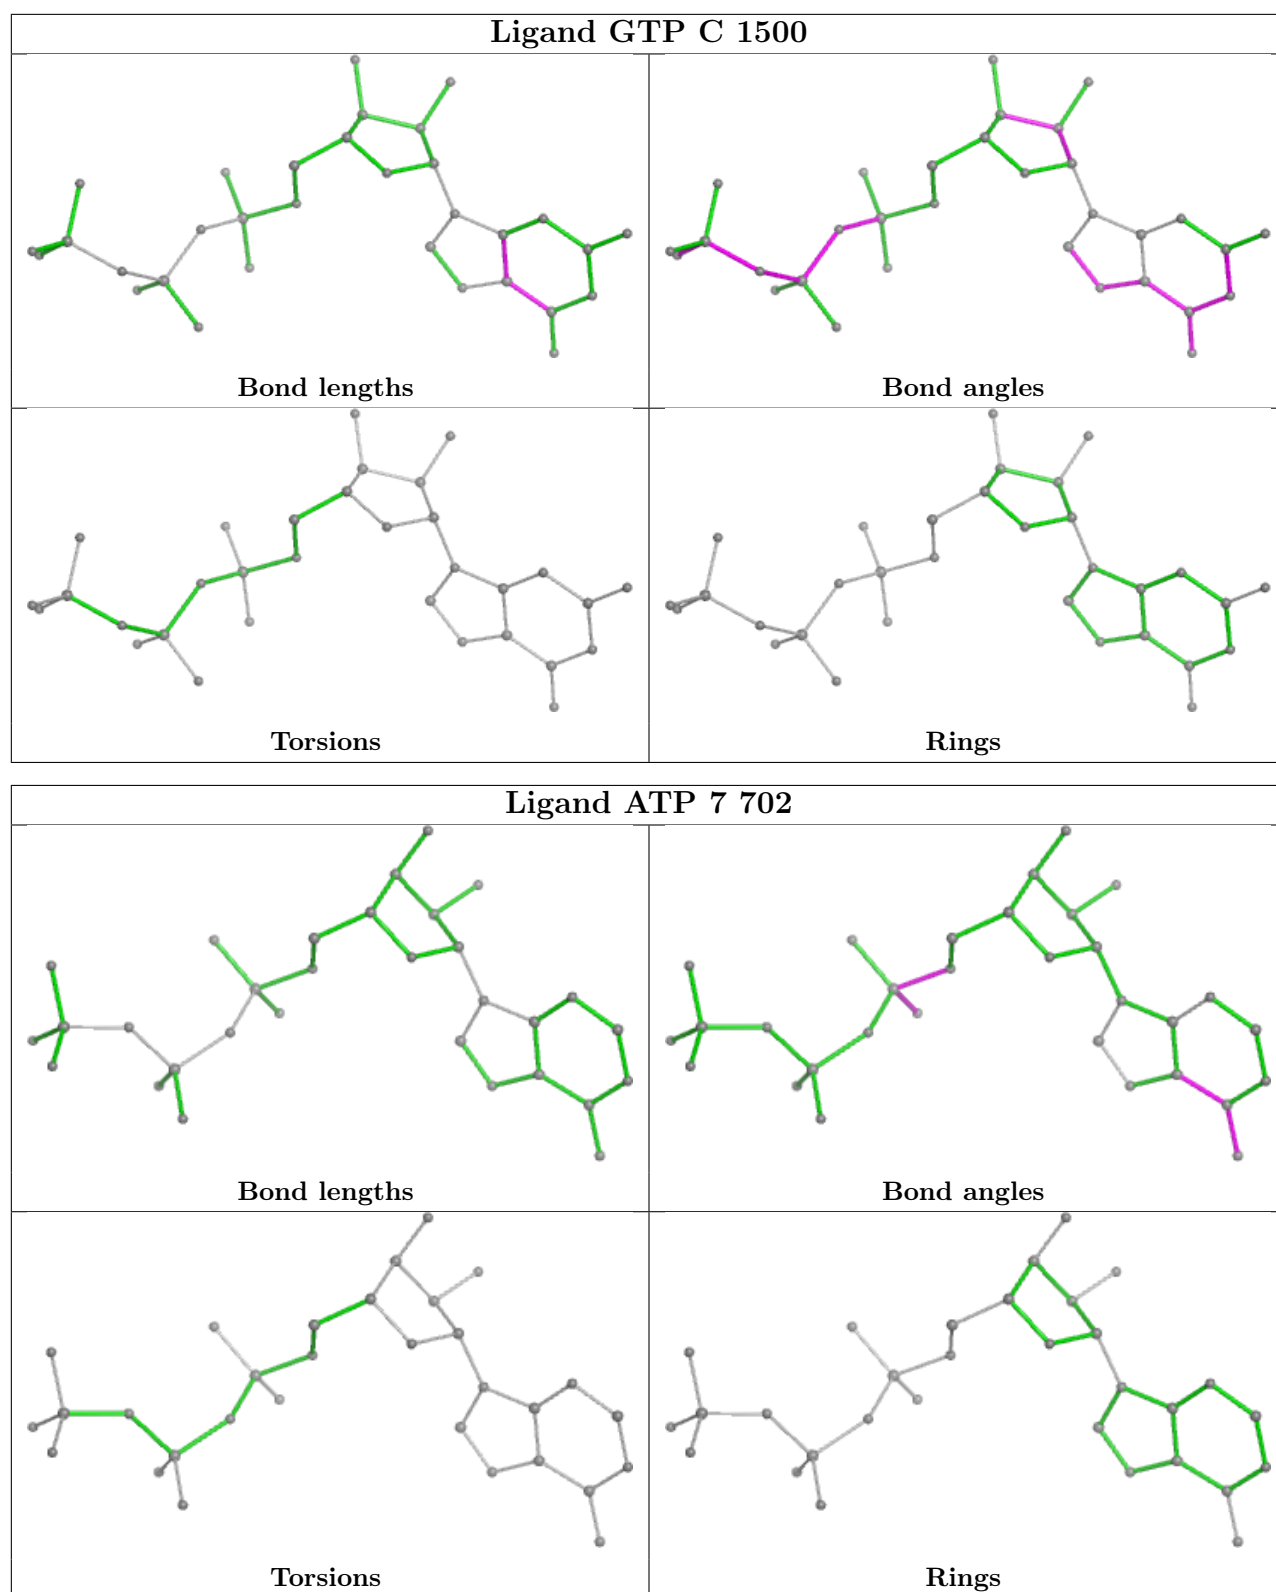 Ligand GTP C 1500
Bond lengths
Bond angles
Torsions
Rings
Ligand ATP 7 702
Bond lengths
Bond angles
Torsions
Rings